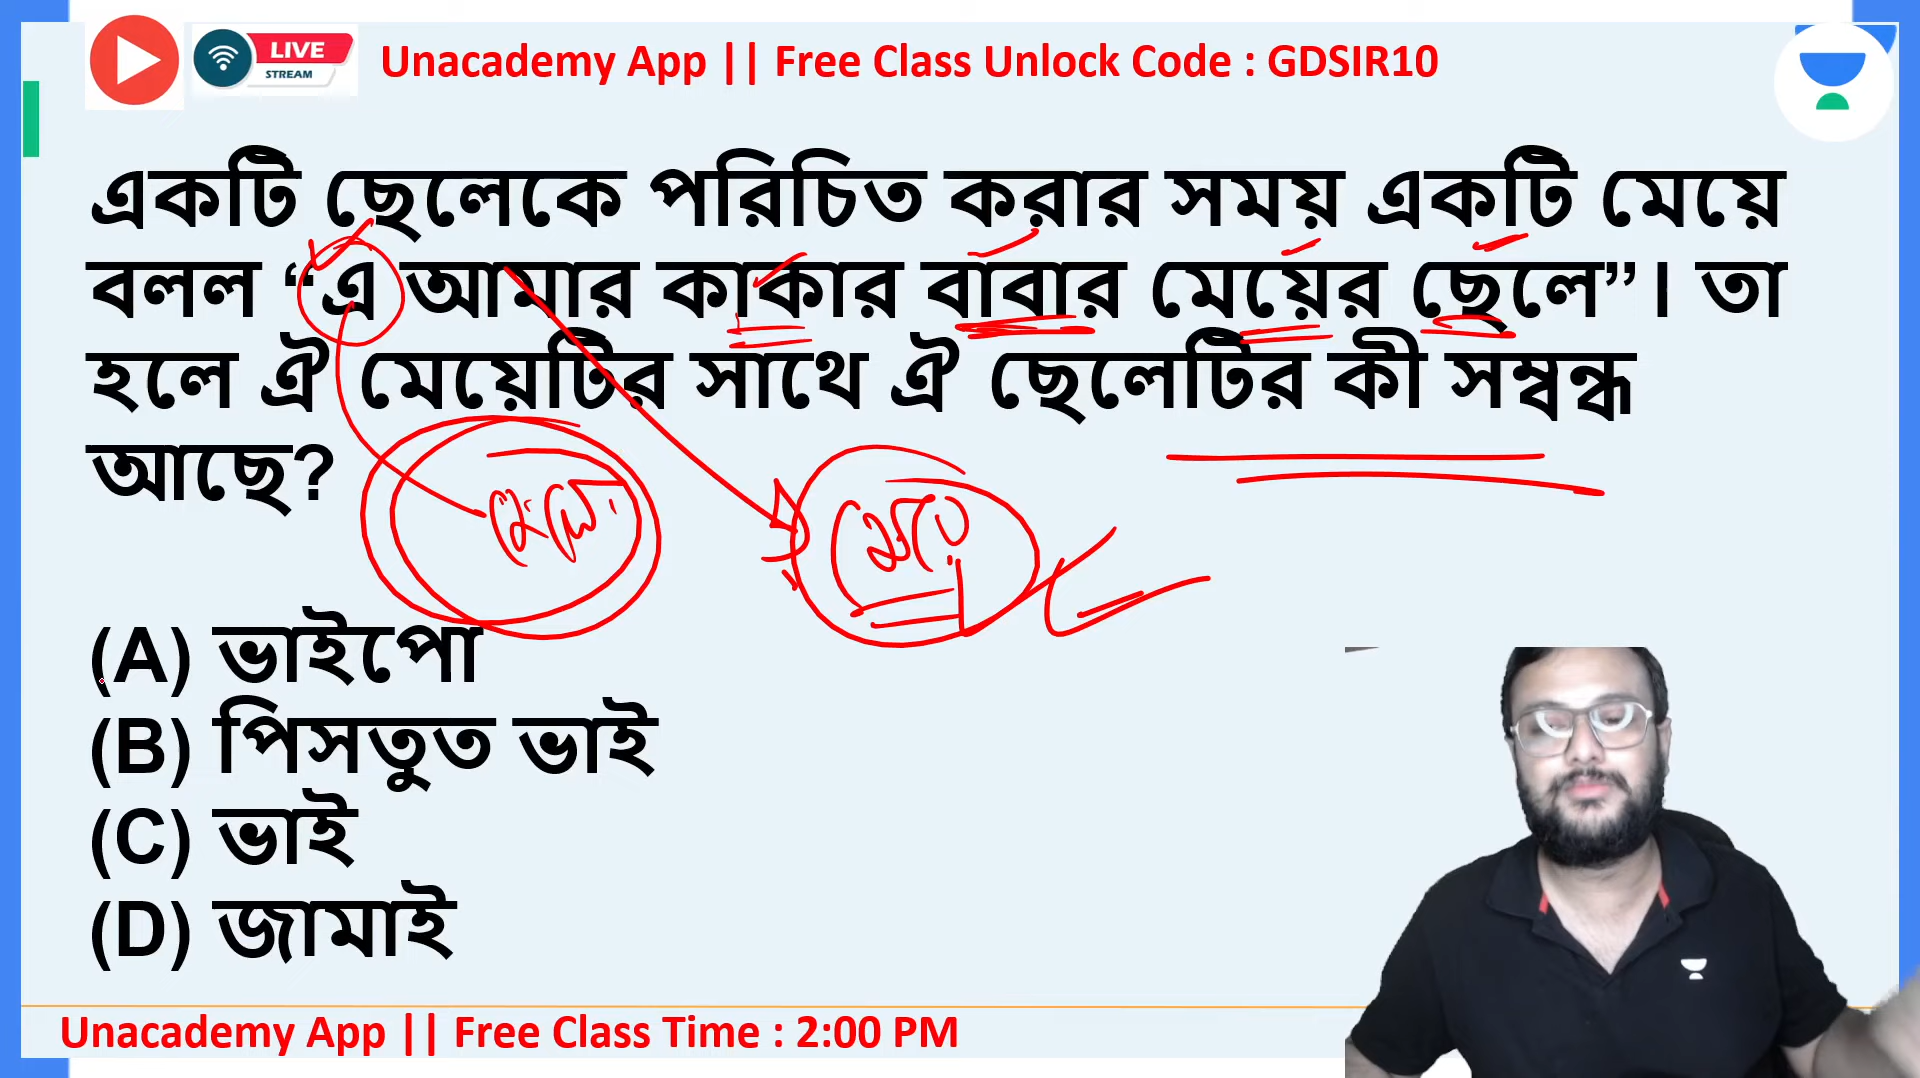 LIVE
STREAM
Unacademy App || Free Class Unlock Code : GDSIR10
একটি ছেলেকে পরিচিত করার সময় একটি মেয়ে
বলল “এ আমার কাকার বাবার মেয়ের ছেলে”। তা
হলে ঐ মেয়েটির সাথে ঐ ছেলেটির কী সম্বন্ধ
আছে?
(A) ভাইপো
(B) পিসতুত ভাই
(C) ভাই
(D) জামাই
Unacademy App || Free Class Time : 2:00 PM